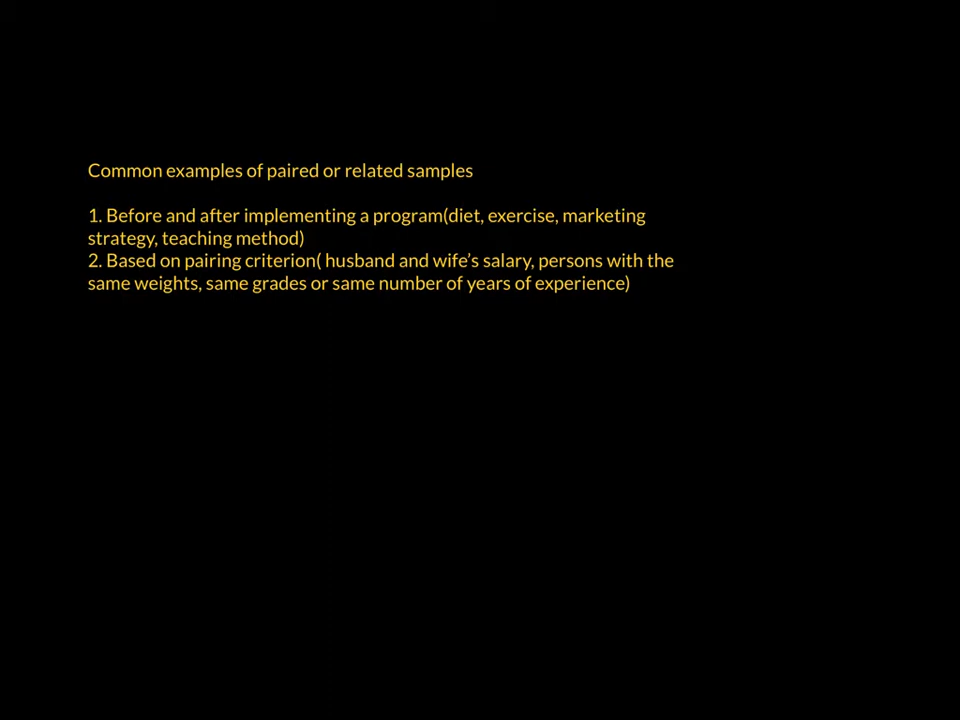 Common examples of paired or related samples
1. Before and after implementing a program(diet, exercise, marketing
strategy, teaching method)
2. Based on pairing criterion( husband and wife’s salary, persons with the
same weights, same grades or same number of years of experience)